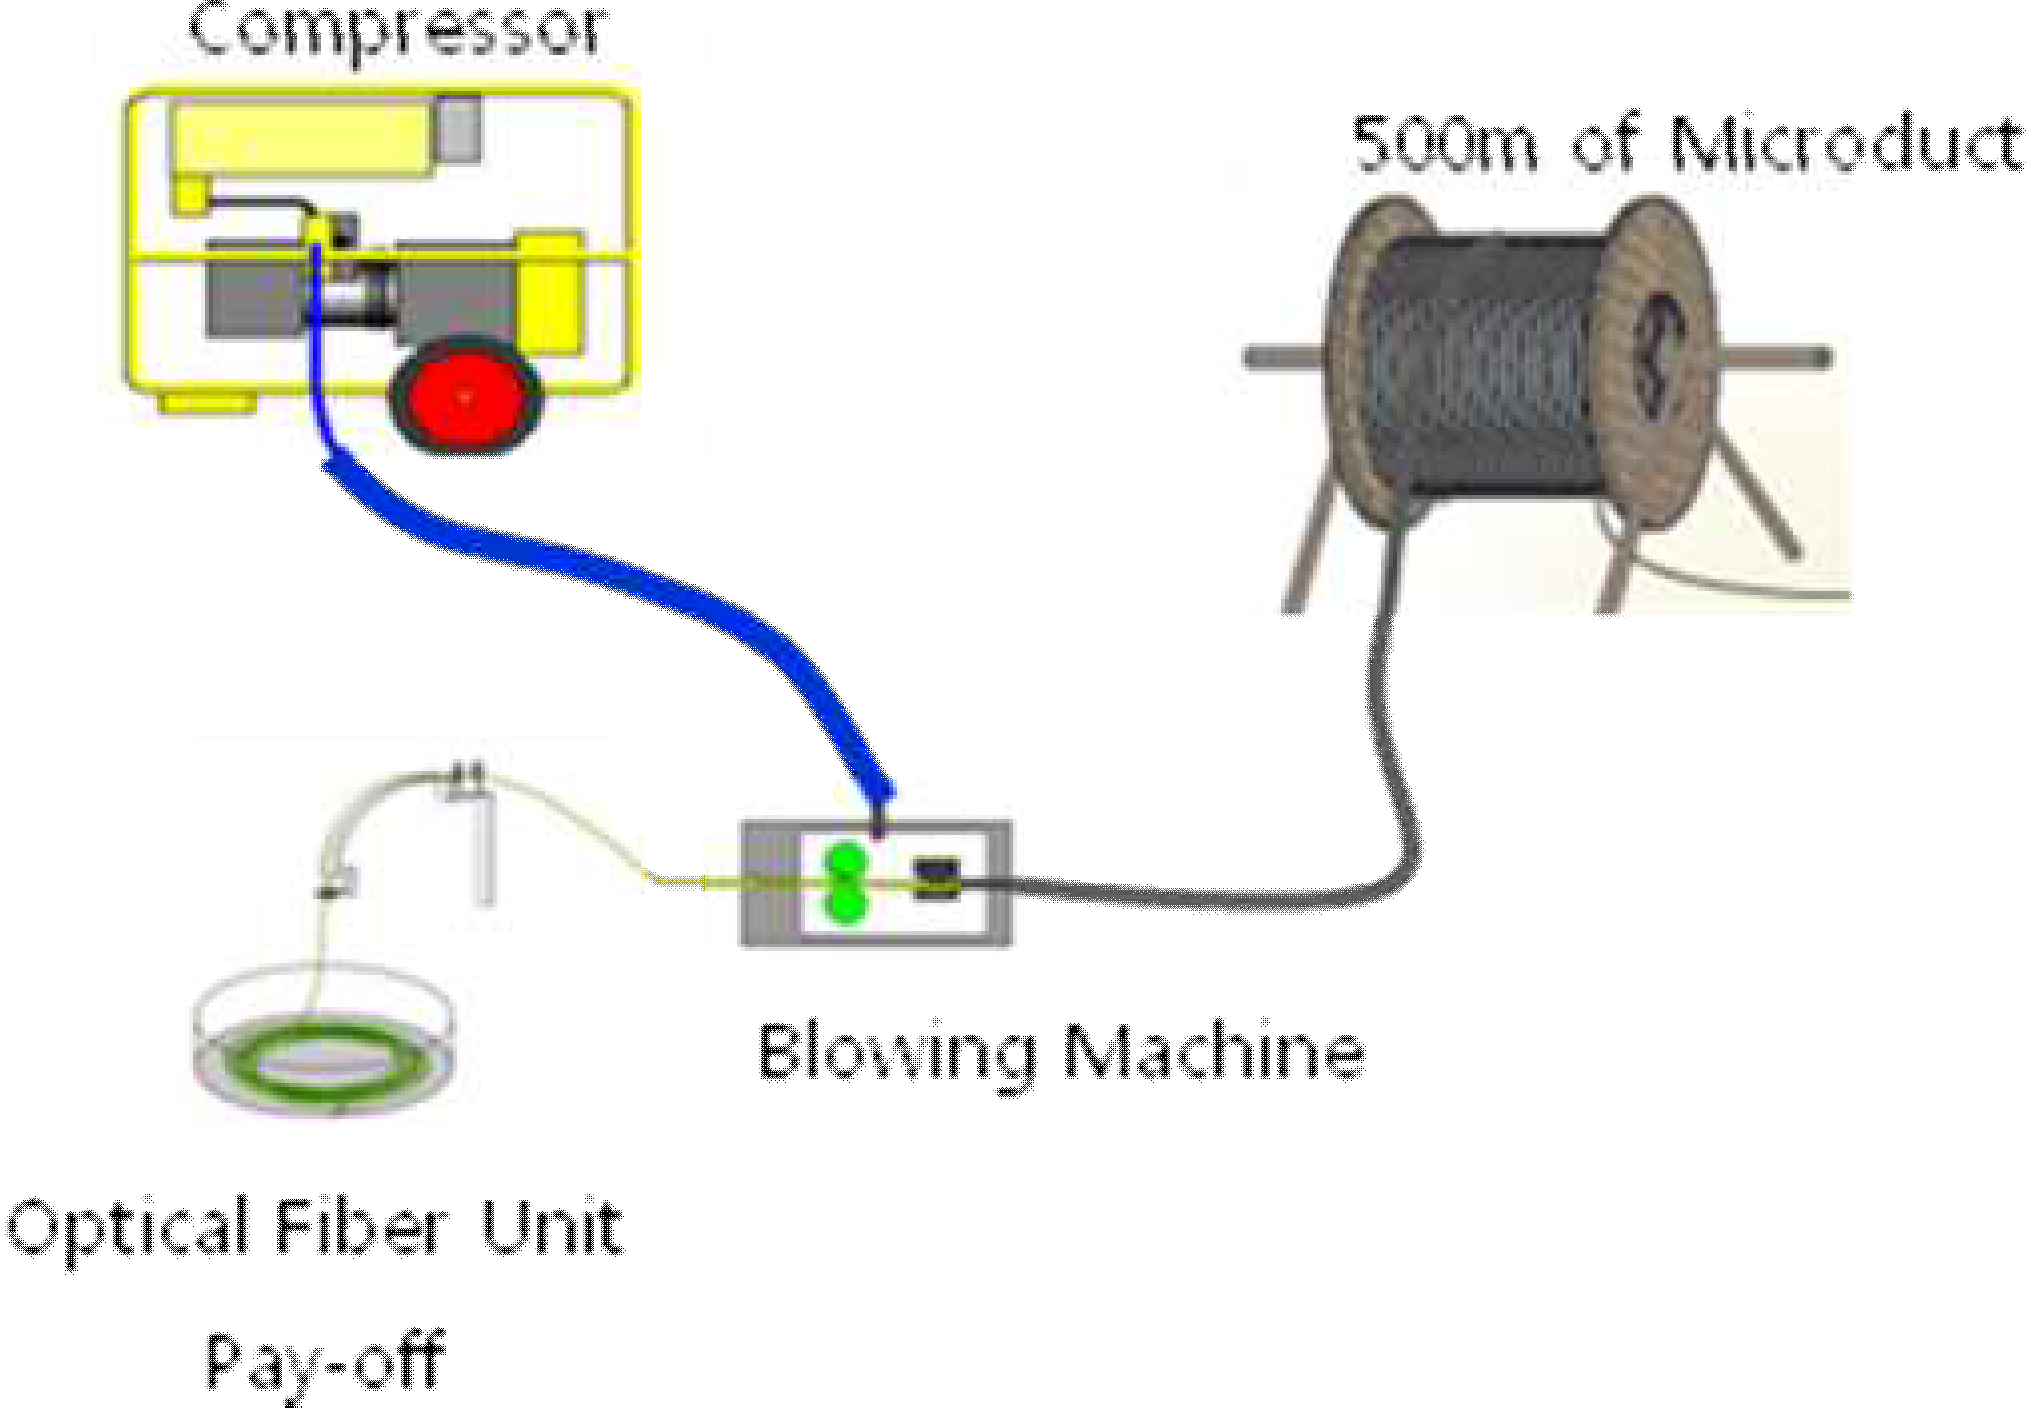 Compressor
500m of Microduct
Blowing Machine
Optical Fiber Unit
Pay-off